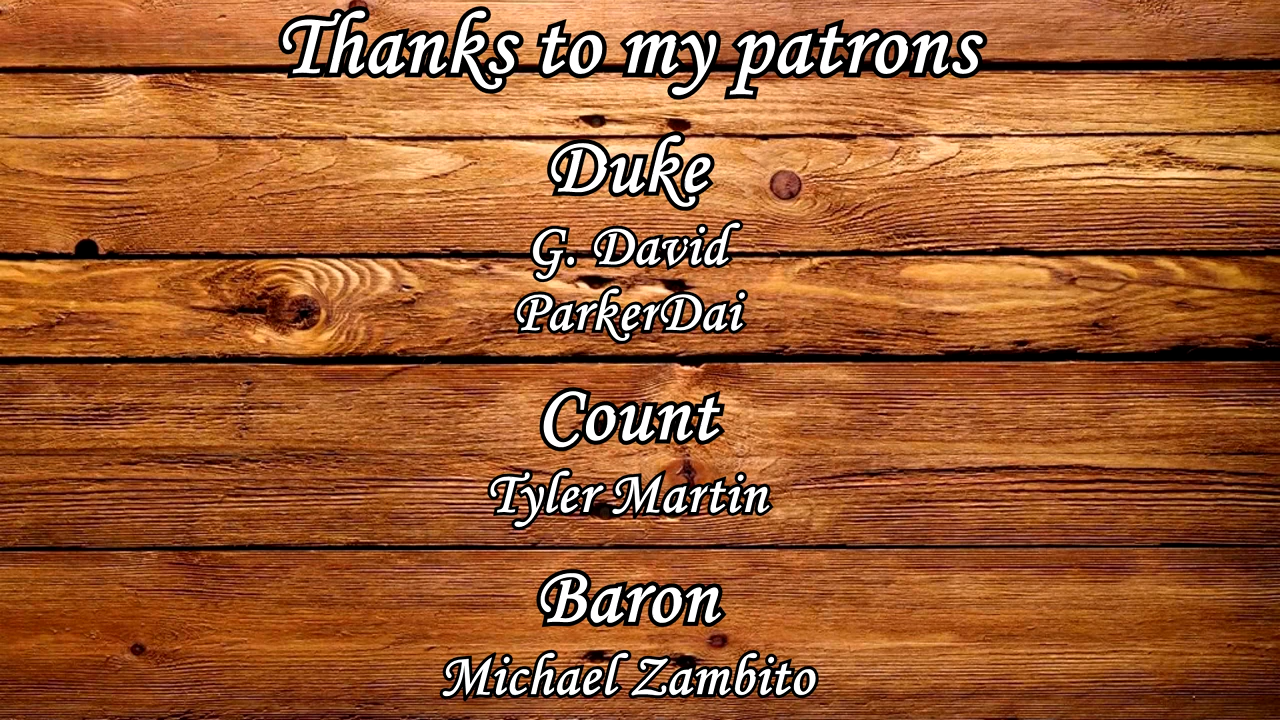 Thanks to my patrons
Duke
G. David
ParkerDai
Count
Tyler Martin
Baron
Michael Zambito